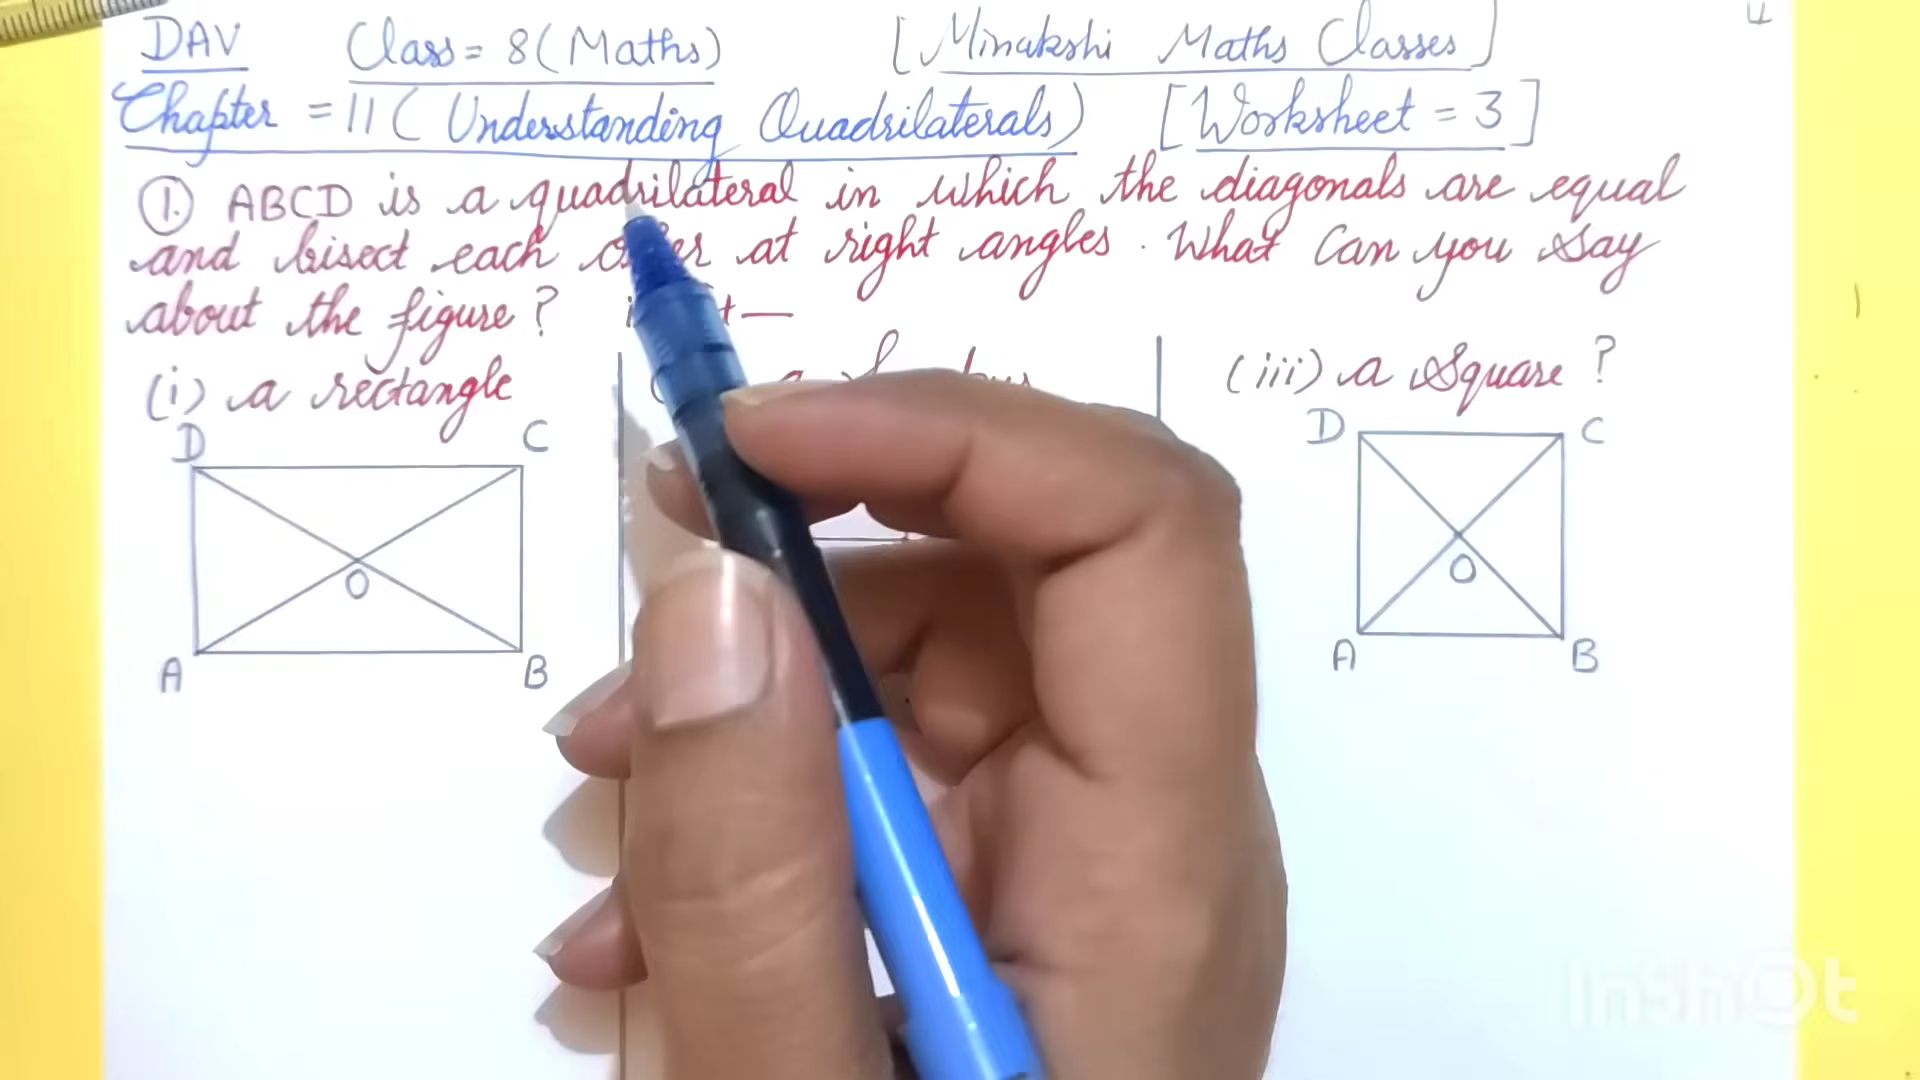 DAV Class = 8 (Maths) [Minakshi Maths Classes]
Chapter = 11 ( Understanding Quadrilaterals) [Worksheet = 3]
1. ABCD is a quadrilateral in which the diagonals are equal
and bisect each at right angles. What can you say
about the figure?
(i) a rectangle
D C
O
A B
(iii) a Square?
D C
O
A B
InShOt